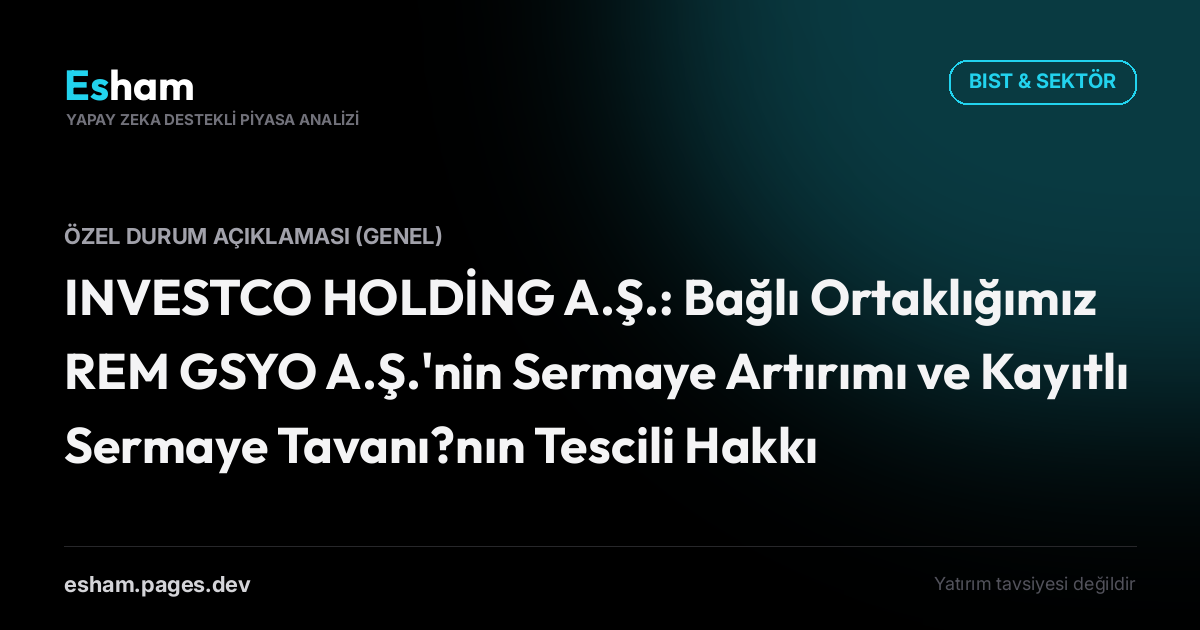 Esham
YAPAY ZEKA DESTEKLİ PİYASA ANALİZİ
BIST & SEKTÖR
ÖZEL DURUM AÇIKLAMASI (GENEL)
INVESTCO HOLDİNG A.Ş.: Bağlı Ortaklığımız
REM GSYO A.Ş.'nin Sermaye Artırımı ve Kayıtlı
Sermaye Tavanı?nın Tescili Hakkı
esham.pages.dev
Yatırım tavsiyesi değildir